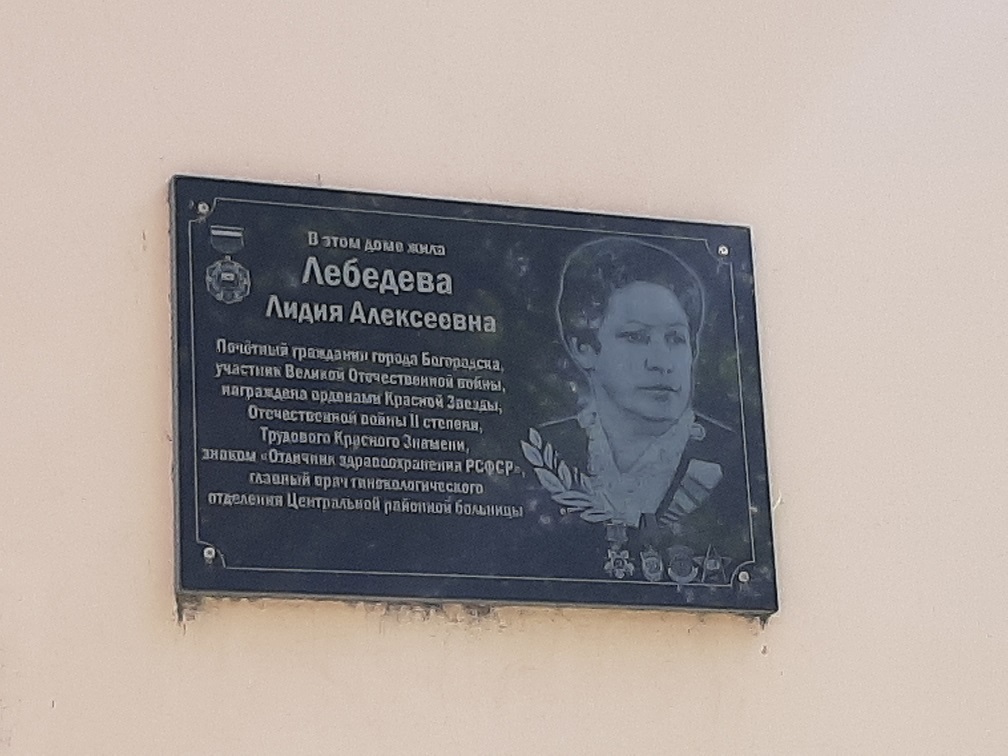 В этом доме жила
Лебедева
Лидия Алексеевна
Почётный гражданин города Богородска,
участник Великой Отечественной войны,
награждена орденами Красной Звезды,
Отечественной войны II степени,
Трудового Красного Знамени,
знаком «Отличник здравоохранения РСФСР»,
главный врач гинекологического
отделения Центральной районной больницы